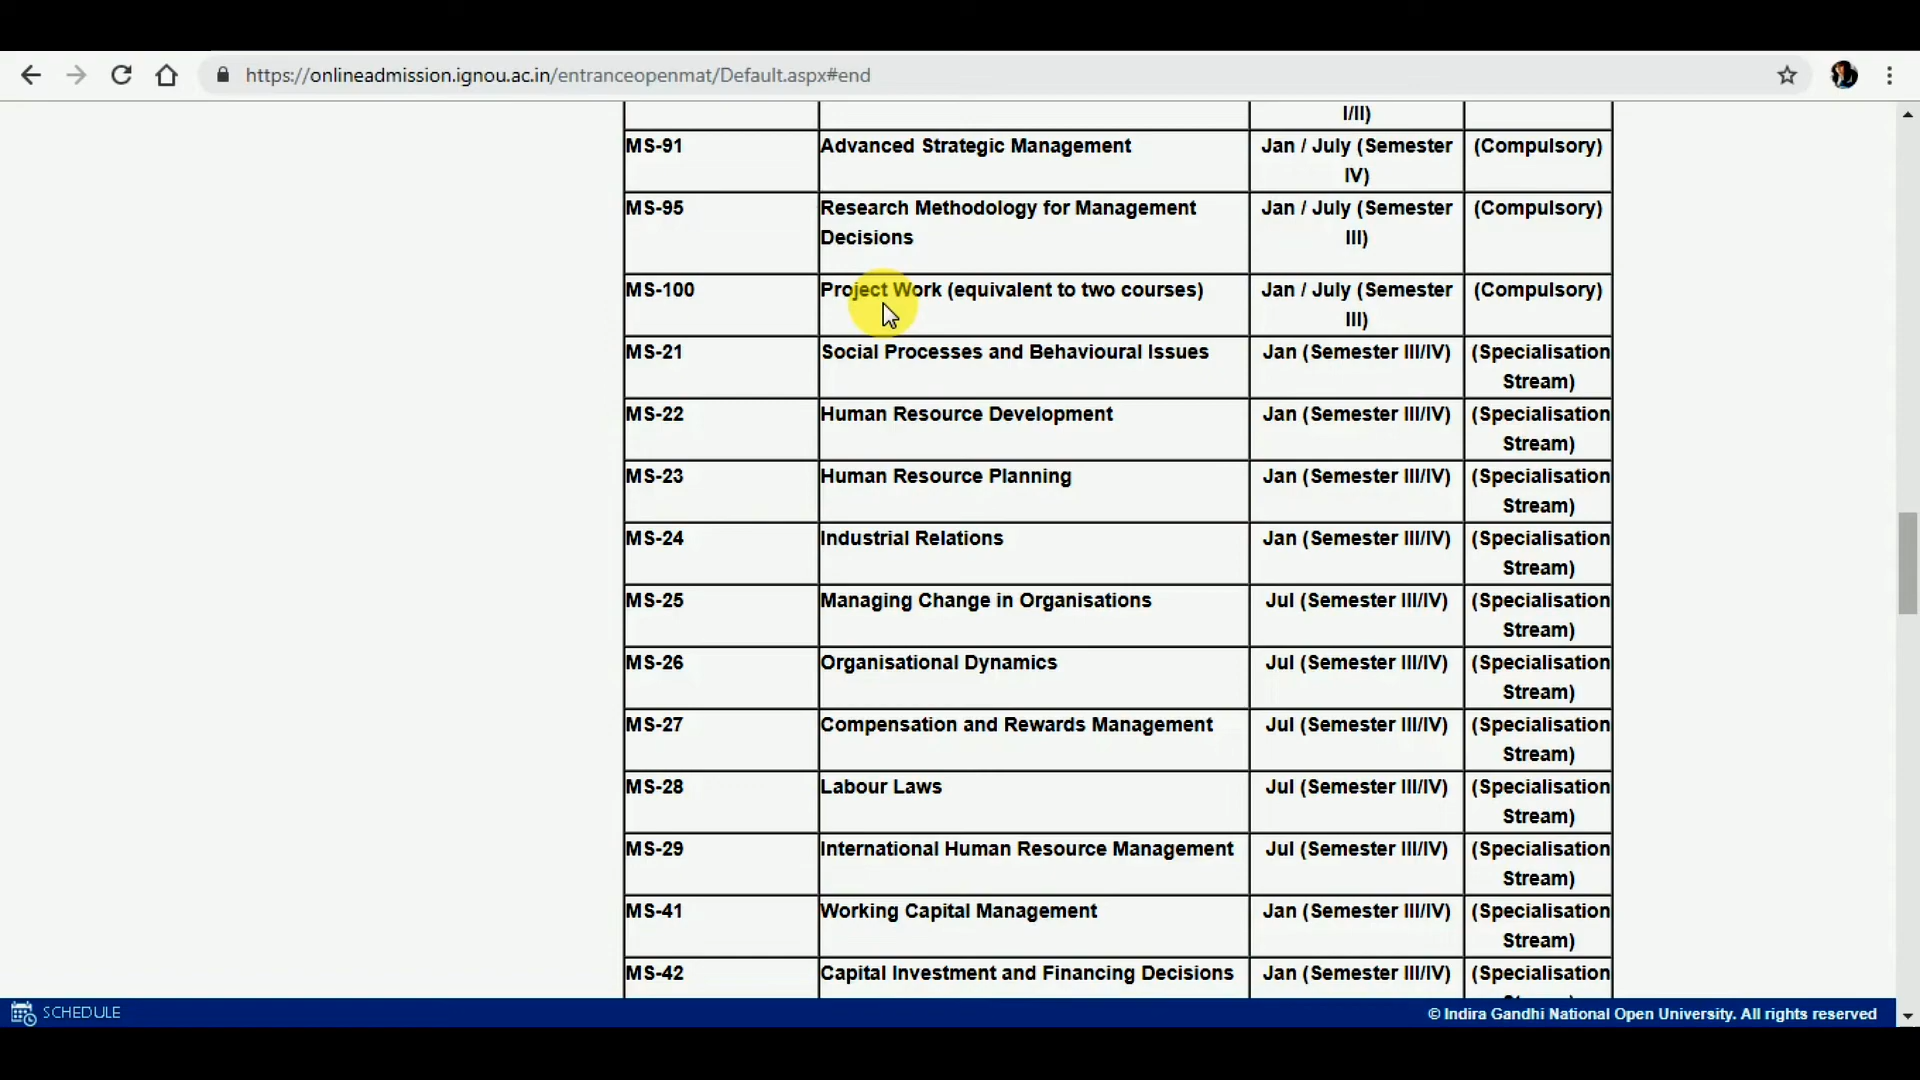 https://onlineadmission.ignou.ac.in/entranceopenmat/Default.aspx#end
I/II)
MS-91 Advanced Strategic Management Jan / July (Semester (Compulsory)
IV)
MS-95 Research Methodology for Management Jan / July (Semester (Compulsory)
Decisions III)
MS-100 Project Work (equivalent to two courses) Jan / July (Semester (Compulsory)
III)
MS-21 Social Processes and Behavioural Issues Jan (Semester III/IV) (Specialisation
Stream)
MS-22 Human Resource Development Jan (Semester III/IV) (Specialisation
Stream)
MS-23 Human Resource Planning Jan (Semester III/IV) (Specialisation
Stream)
MS-24 Industrial Relations Jan (Semester III/IV) (Specialisation
Stream)
MS-25 Managing Change in Organisations Jul (Semester III/IV) (Specialisation
Stream)
MS-26 Organisational Dynamics Jul (Semester III/IV) (Specialisation
Stream)
MS-27 Compensation and Rewards Management Jul (Semester III/IV) (Specialisation
Stream)
MS-28 Labour Laws Jul (Semester III/IV) (Specialisation
Stream)
MS-29 International Human Resource Management Jul (Semester III/IV) (Specialisation
Stream)
MS-41 Working Capital Management Jan (Semester III/IV) (Specialisation
Stream)
MS-42 Capital Investment and Financing Decisions Jan (Semester III/IV) (Specialisation
SCHEDULE © Indira Gandhi National Open University. All rights reserved